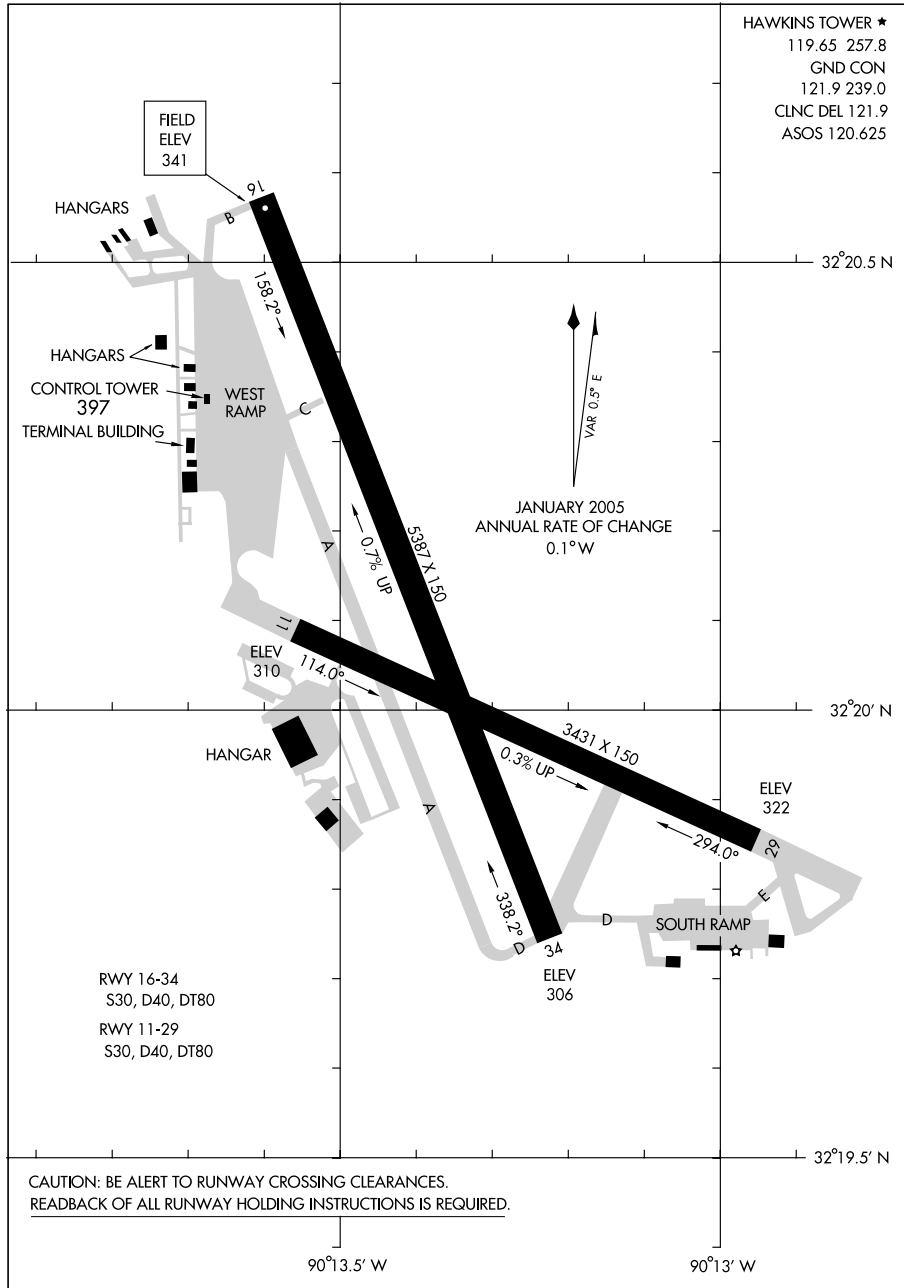 HAWKINS TOWER ★
119.65 257.8
GND CON
121.9 239.0
CLNC DEL 121.9
ASOS 120.625
FIELD
ELEV
341
16
B
HANGARS
32°20.5 N
158.2°
HANGARS
CONTROL TOWER
397
WEST
RAMP
C
TERMINAL BUILDING
VAR 0.5° E
JANUARY 2005
ANNUAL RATE OF CHANGE
0.1° W
A
0.7% UP
5387 X 150
11
ELEV
310
114.0°
32°20' N
HANGAR
3431 X 150
0.3% UP
ELEV
322
A
29
294.0°
338.2°
E
D
34
D
SOUTH RAMP
ELEV
306
RWY 16-34
S30, D40, DT80
RWY 11-29
S30, D40, DT80
32°19.5' N
CAUTION: BE ALERT TO RUNWAY CROSSING CLEARANCES.
READBACK OF ALL RUNWAY HOLDING INSTRUCTIONS IS REQUIRED.
90°13.5' W
90°13' W